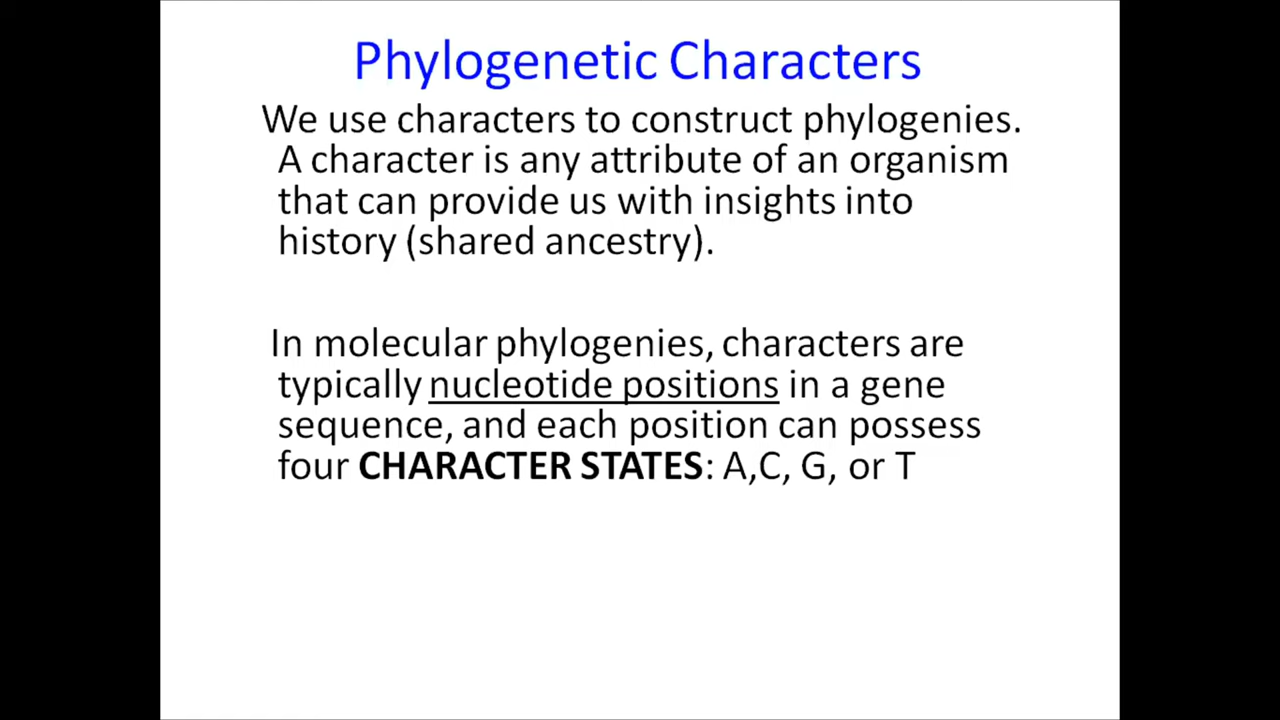 Phylogenetic Characters
We use characters to construct phylogenies.
A character is any attribute of an organism
that can provide us with insights into
history (shared ancestry).
In molecular phylogenies, characters are
typically nucleotide positions in a gene
sequence, and each position can possess
four CHARACTER STATES: A,C, G, or T